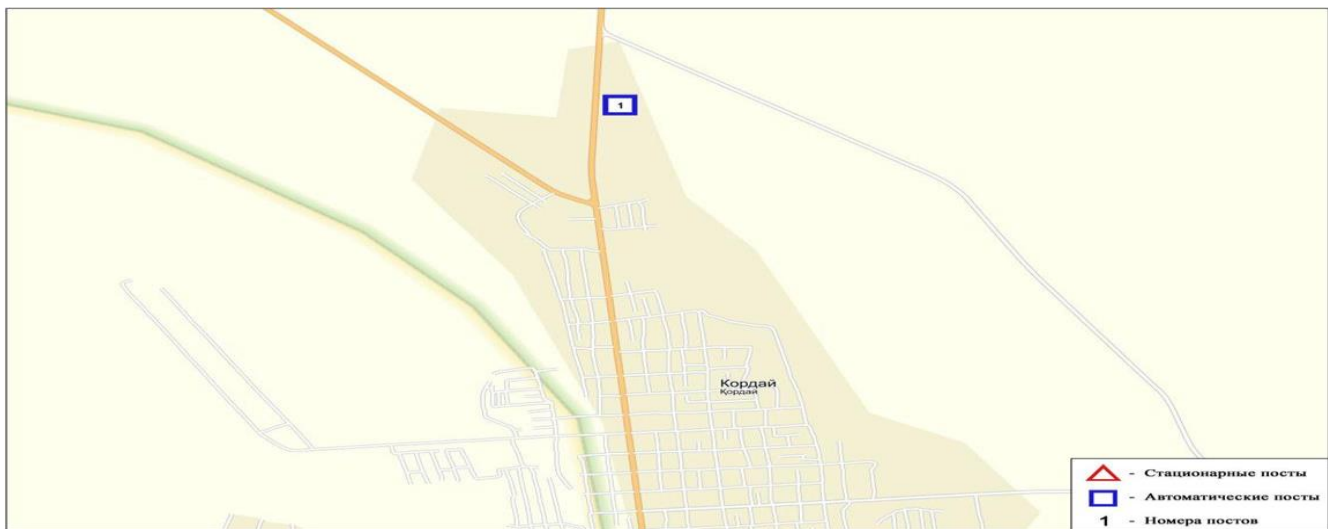 1
Кордай
Қордай
- Стационарные посты
- Автоматические посты
1 - Номера постов